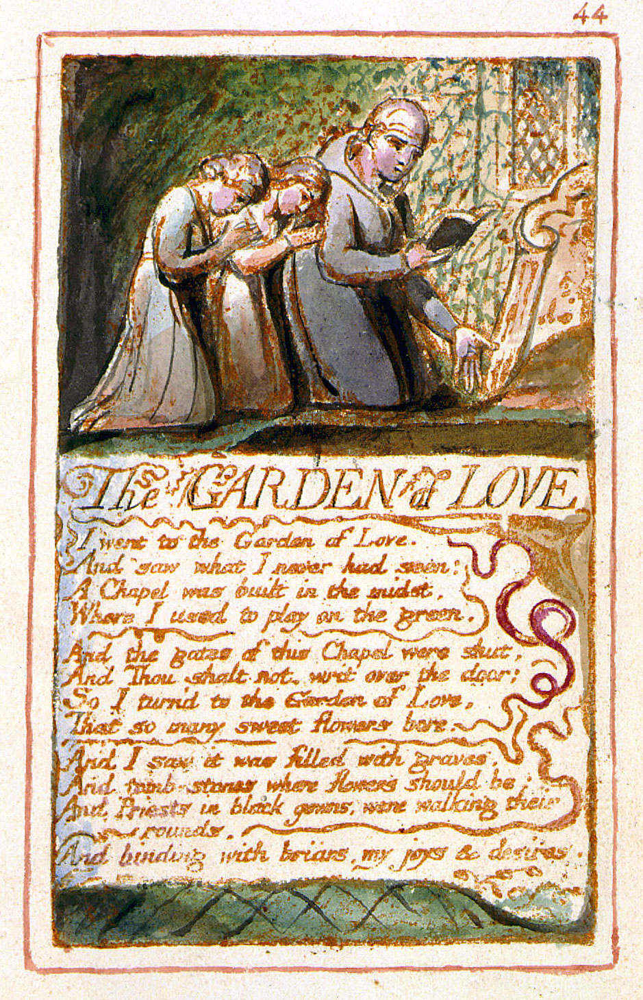 44
The GARDEN of LOVE
I went to the Garden of Love.
And saw what I never had seen:
A Chapel was built in the midst,
Where I used to play on the green.
And the gates of this Chapel were shut,
And Thou shalt not. writ over the door;
So I turn'd to the Garden of Love,
That so many sweet flowers bore.
And I saw it was filled with graves,
And tomb-stones where flowers should be:
And Priests in black gowns, were walking their
rounds,
And binding with briars, my joys & desires.